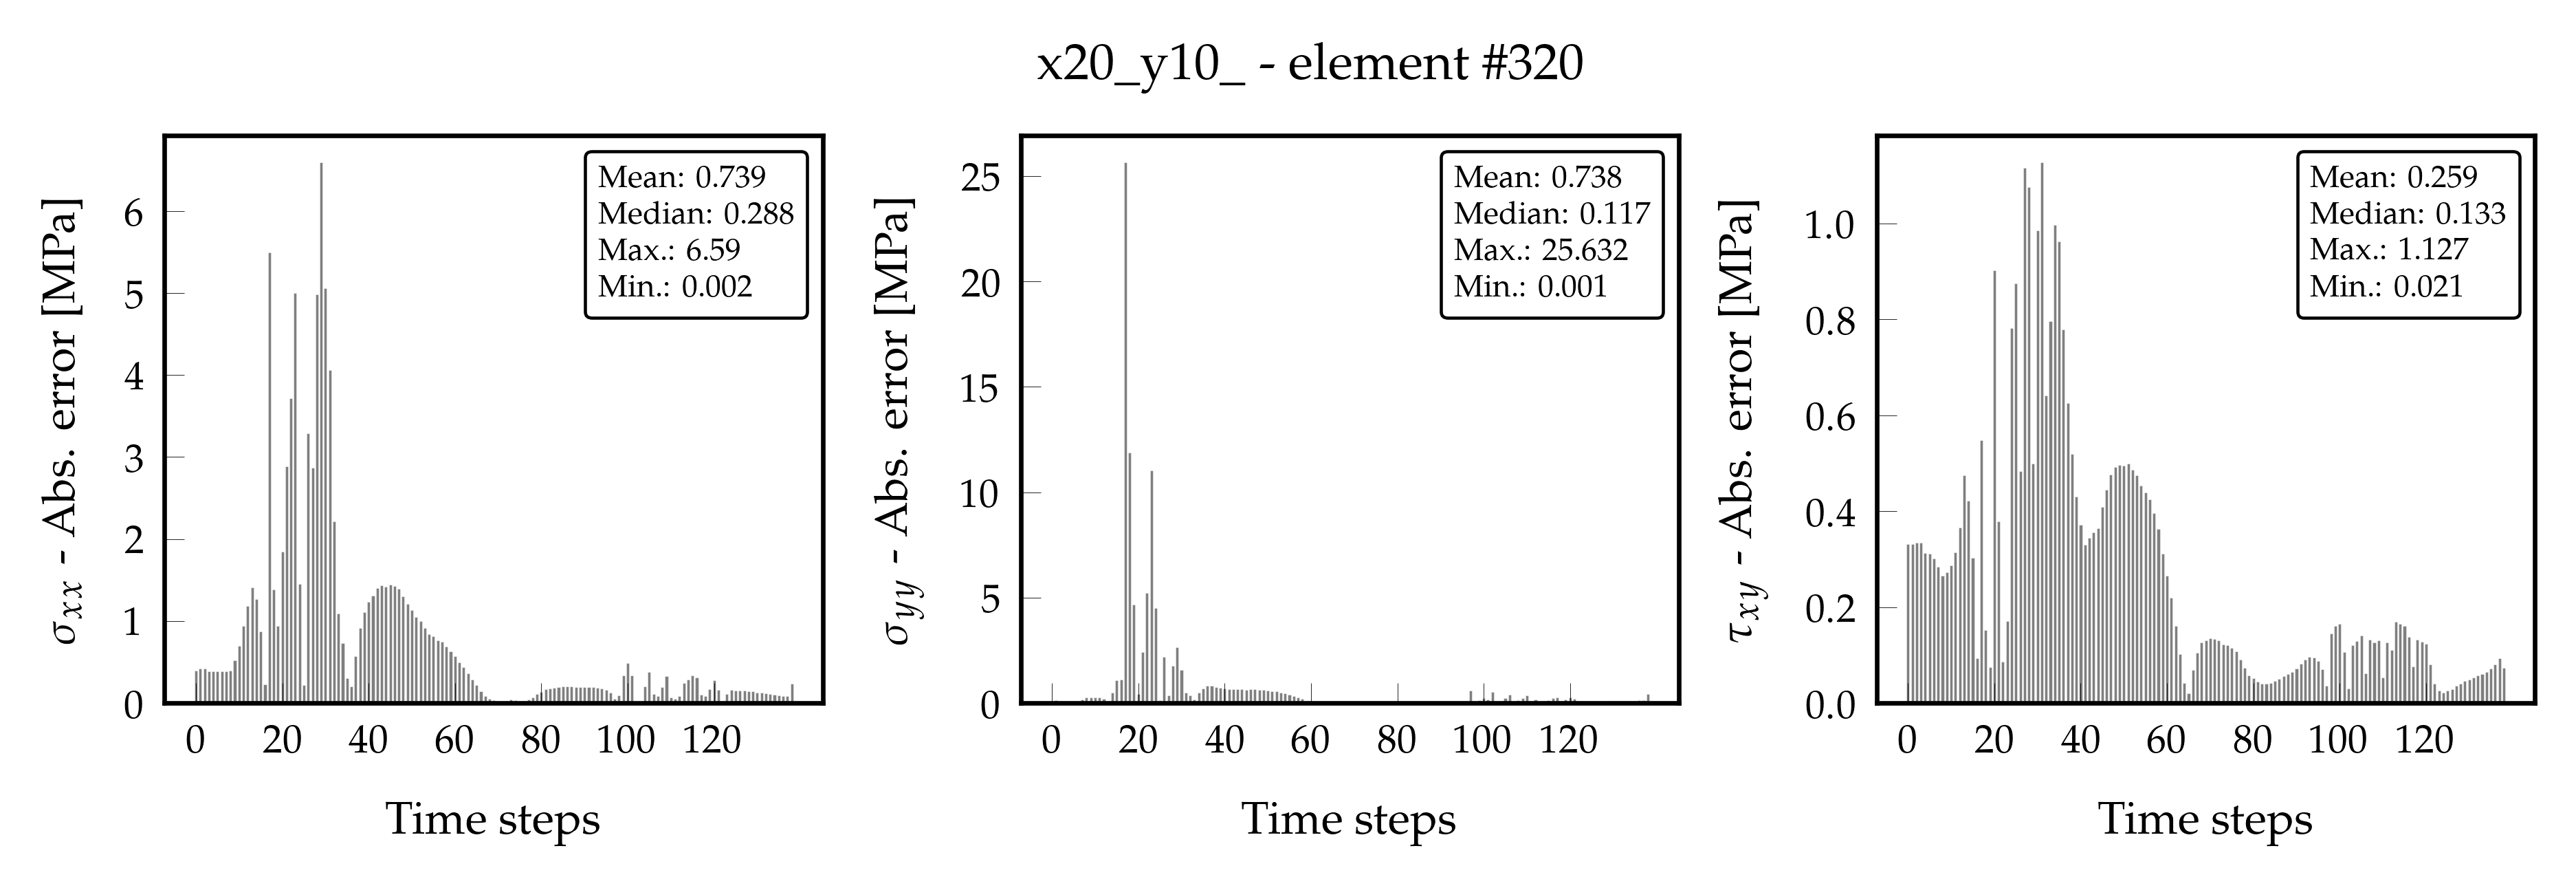 x20_y10_ - element #320
σxx - Abs. error [MPa]
6
5
4
3
2
1
0
Mean: 0.739
Median: 0.288
Max.: 6.59
Min.: 0.002
0 20 40 60 80 100 120
Time steps
σyy - Abs. error [MPa]
25
20
15
10
5
0
Mean: 0.738
Median: 0.117
Max.: 25.632
Min.: 0.001
0 20 40 60 80 100 120
Time steps
τxy - Abs. error [MPa]
1.0
0.8
0.6
0.4
0.2
0.0
Mean: 0.259
Median: 0.133
Max.: 1.127
Min.: 0.021
0 20 40 60 80 100 120
Time steps